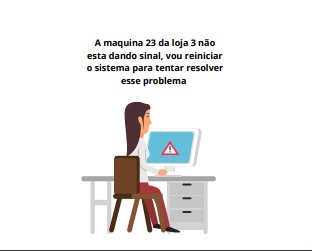 A maquina 23 da loja 3 não
esta dando sinal, vou reiniciar
o sistema para tentar resolver
esse problema